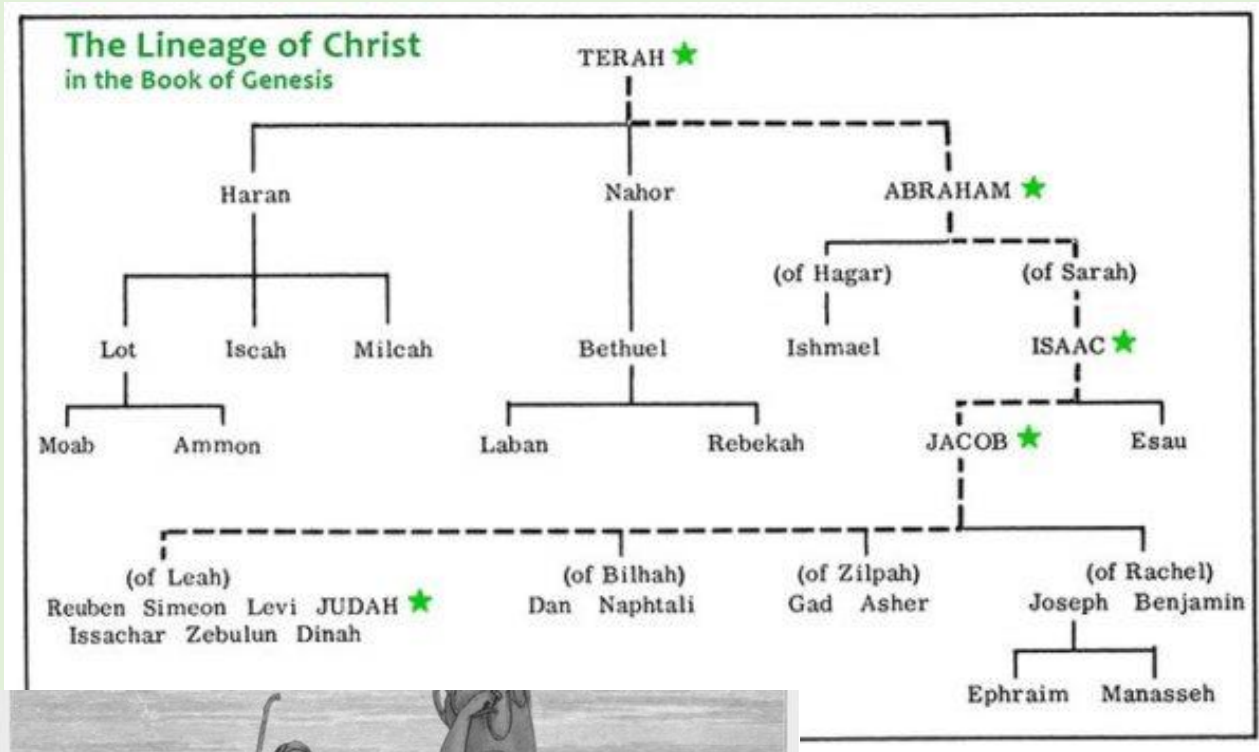 The Lineage of Christ
in the Book of Genesis
TERAH
Haran Nahor ABRAHAM
(of Hagar) (of Sarah)
Lot Iscah Milcah Bethuel Ishmael ISAAC
Moab Ammon Laban Rebekah JACOB Esau
(of Leah) (of Bilhah) (of Zilpah) (of Rachel)
Reuben Simeon Levi JUDAH Dan Naphtali Gad Asher Joseph Benjamin
Issachar Zebulun Dinah
Ephraim Manasseh